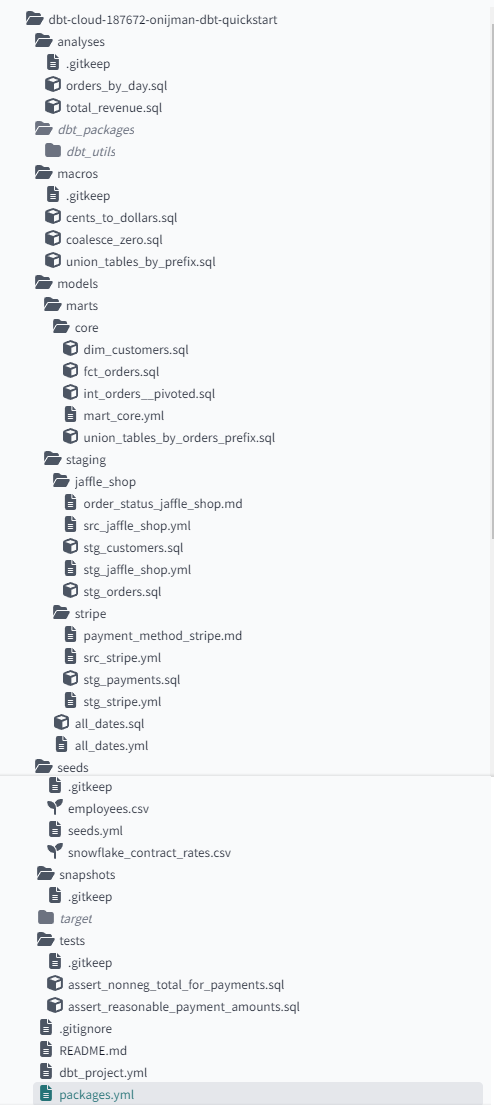 dbt-cloud-187672-onijman-dbt-quickstart
analyses
.gitkeep
orders_by_day.sql
total_revenue.sql
dbt_packages
dbt_utils
macros
.gitkeep
cents_to_dollars.sql
coalesce_zero.sql
union_tables_by_prefix.sql
models
marts
core
dim_customers.sql
fct_orders.sql
int_orders__pivoted.sql
mart_core.yml
union_tables_by_orders_prefix.sql
staging
jaffle_shop
order_status_jaffle_shop.md
src_jaffle_shop.yml
stg_customers.sql
stg_jaffle_shop.yml
stg_orders.sql
stripe
payment_method_stripe.md
src_stripe.yml
stg_payments.sql
stg_stripe.yml
all_dates.sql
all_dates.yml
seeds
.gitkeep
employees.csv
seeds.yml
snowflake_contract_rates.csv
snapshots
.gitkeep
target
tests
.gitkeep
assert_nonneg_total_for_payments.sql
assert_reasonable_payment_amounts.sql
.gitignore
README.md
dbt_project.yml
packages.yml